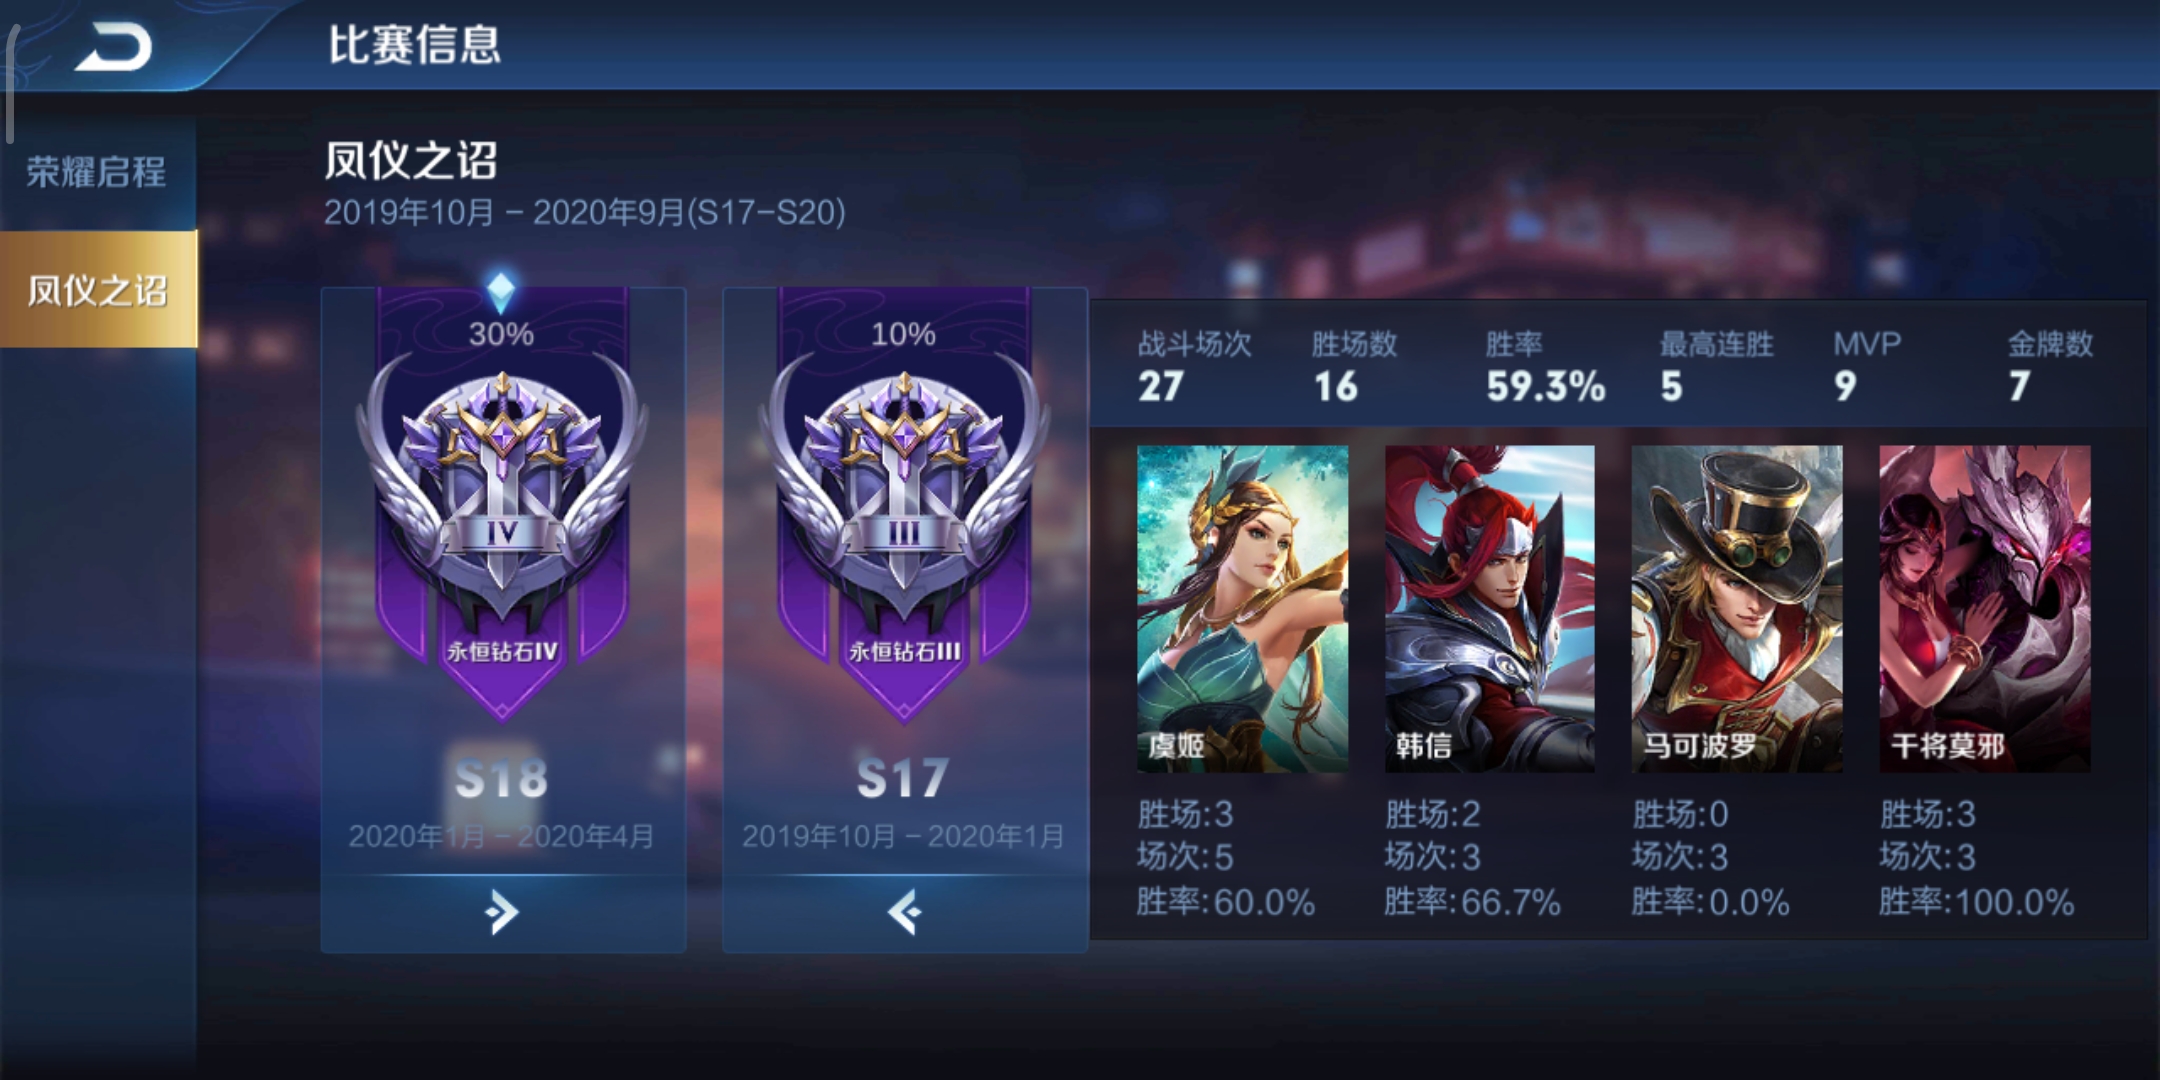 比赛信息
荣耀启程
凤仪之诏
凤仪之诏
2019年10月 - 2020年9月(S17-S20)
30%
IV
永恒钻石IV
S18
2020年1月 - 2020年4月
10%
III
永恒钻石III
S17
2019年10月 - 2020年1月
战斗场次 胜场数 胜率 最高连胜 MVP 金牌数
27 16 59.3% 5 9 7
虞姬 韩信 马可波罗 干将莫邪
胜场:3 胜场:2 胜场:0 胜场:3
场次:5 场次:3 场次:3 场次:3
胜率:60.0% 胜率:66.7% 胜率:0.0% 胜率:100.0%